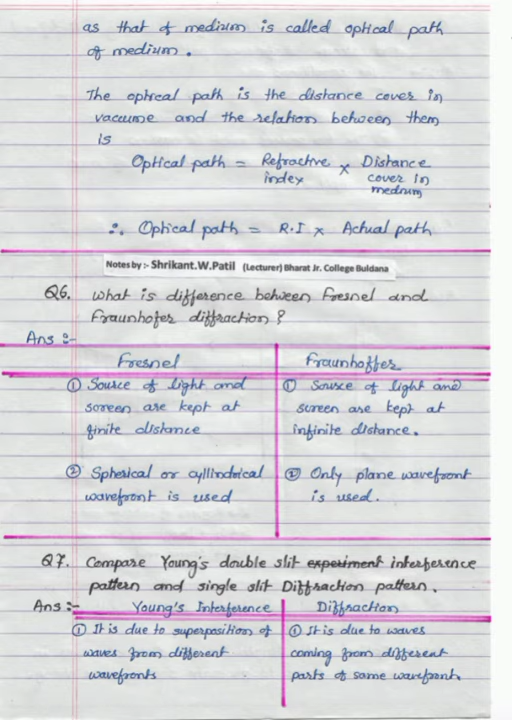 as that of medium is called optical path
of medium.
The optical path is the distance cover in
vaccume and the relation between them
is
Optical path = Refractive index × Distance cover in medium
∴ Optical path = R.I × Actual path
Notes by :- Shrikant.W.Patil (Lecturer) Bharat Jr. College Buldana
Q6. What is difference between Fresnel and
Fraunhofer diffraction ?
Ans :-
Fresnel
① Source of light and
screen are kept at
finite distance
② Spherical or cyllindrical
wavefront is used
Fraunhoffer
① Source of light and
screen are kept at
infinite distance.
② Only plane wavefront
is used.
Q7. Compare Young's double slit experiment interference
pattern and single slit Diffraction pattern.
Ans :-
Young's Interference
① It is due to superposition of
waves from different
wavefronts
Diffraction
① It is due to waves
coming from different
parts of same wavefront.